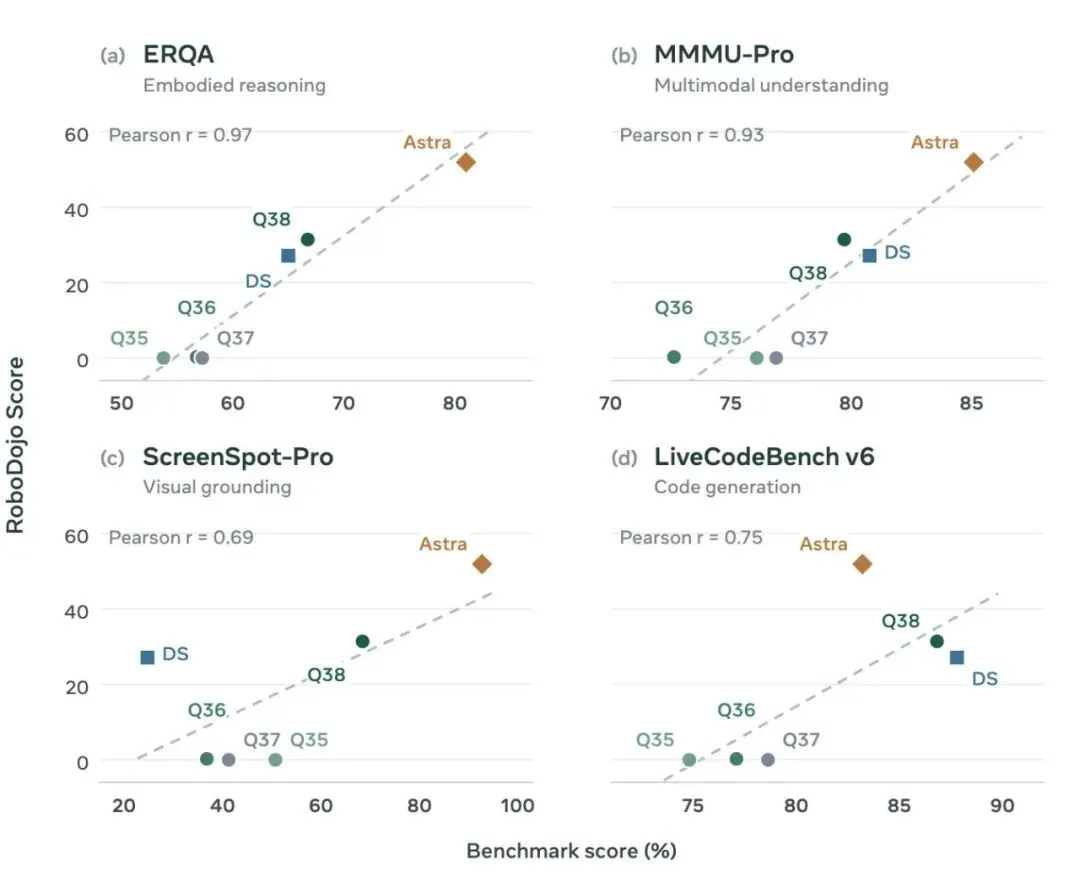 (a) ERQA
Embodied reasoning
Pearson r = 0.97
60
40
20
0
Astra
Q38
DS
Q36
Q35
Q37
50 60 70 80
(b) MMMU-Pro
Multimodal understanding
Pearson r = 0.93
Astra
DS
Q38
Q36
Q35
Q37
70 75 80 85
RoboDojo Score
(c) ScreenSpot-Pro
Visual grounding
Pearson r = 0.69
60
40
20
0
Astra
DS
Q38
Q36
Q37 Q35
20 40 60 80 100
(d) LiveCodeBench v6
Code generation
Pearson r = 0.75
Astra
Q38
DS
Q36
Q35
Q37
75 80 85 90
Benchmark score (%)